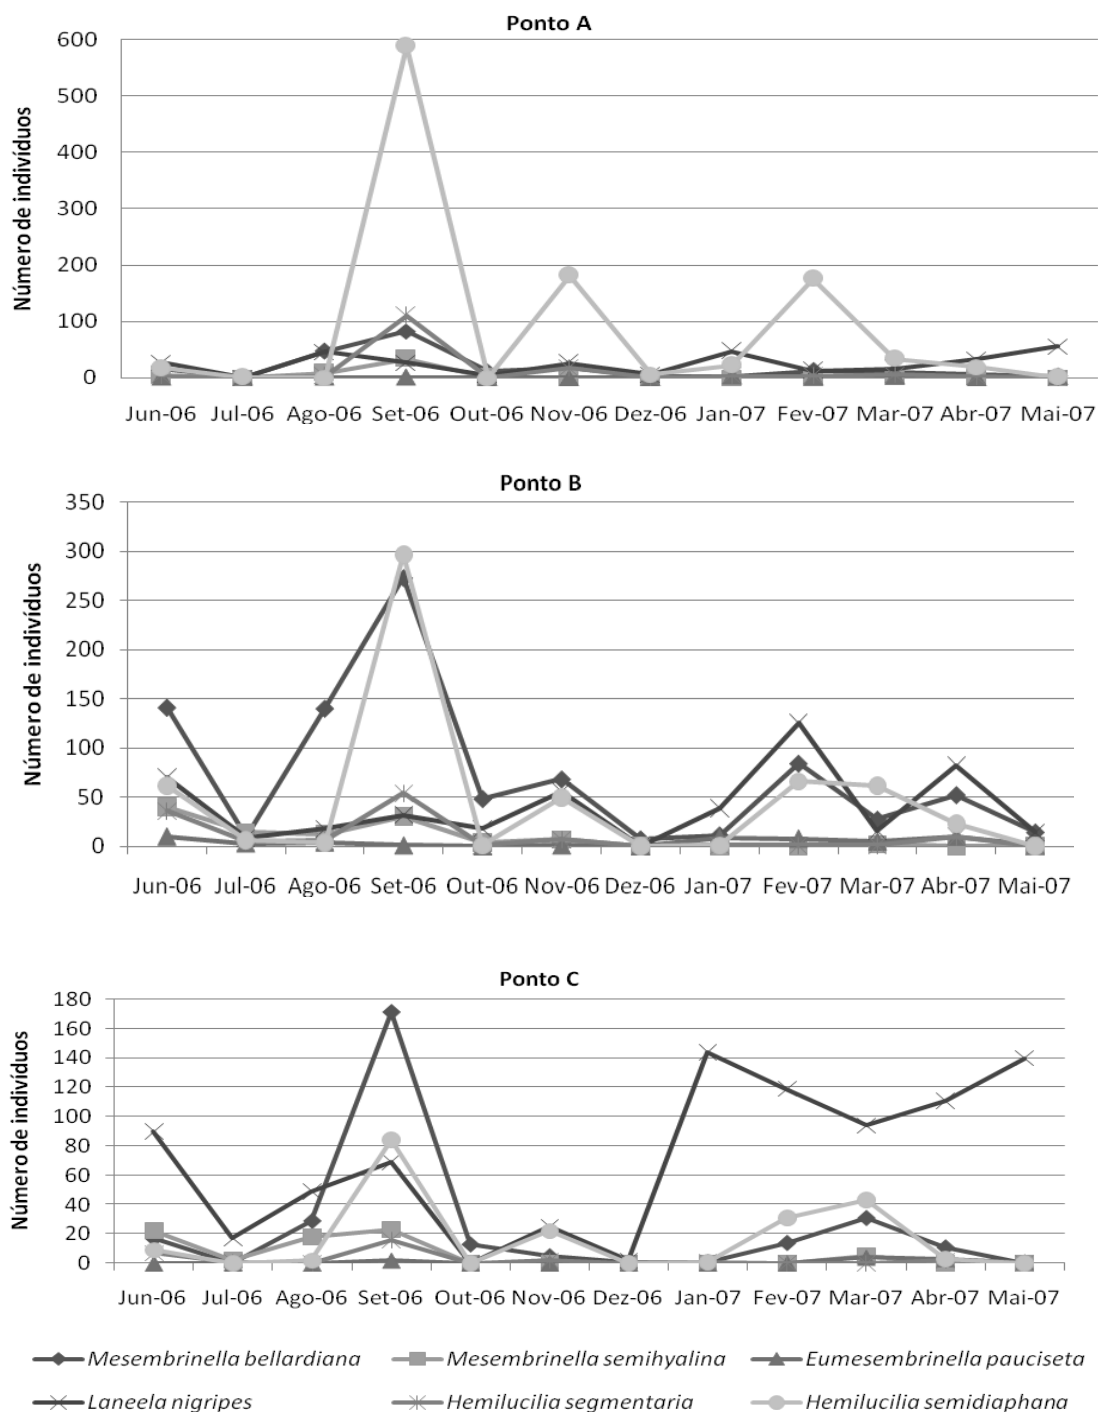 Ponto A
Número de indivíduos
600
500
400
300
200
100
0
Jun-06 Jul-06 Ago-06 Set-06 Out-06 Nov-06 Dez-06 Jan-07 Fev-07 Mar-07 Abr-07 Mai-07
Ponto B
Número de indivíduos
350
300
250
200
150
100
50
0
Jun-06 Jul-06 Ago-06 Set-06 Out-06 Nov-06 Dez-06 Jan-07 Fev-07 Mar-07 Abr-07 Mai-07
Ponto C
Número de indivíduos
180
160
140
120
100
80
60
40
20
0
Jun-06 Jul-06 Ago-06 Set-06 Out-06 Nov-06 Dez-06 Jan-07 Fev-07 Mar-07 Abr-07 Mai-07
Mesembrinella bellardiana Mesembrinella semihyalina Eumesembrinella pauciseta
Laneela nigripes Hemilucilia segmentaria Hemilucilia semidiaphana